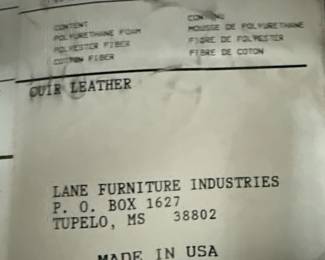 CONTENT
POLYURETHANE FOAM
POLYESTER FIBER
COTTON FIBER
MOUSSE DE POLYURETHANE
FIBRE DE POLYESTER
FIBRE DE COTON
CUIR LEATHER
LANE FURNITURE INDUSTRIES
P. O. BOX 1627
TUPELO, MS 38802
MADE IN USA